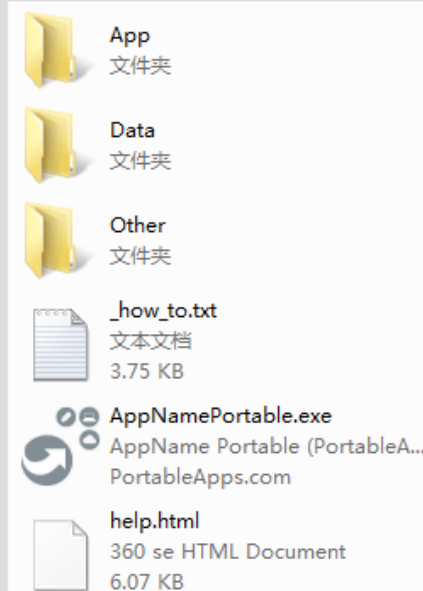 App
文件夹
Data
文件夹
Other
文件夹
_how_to.txt
文本文档
3.75 KB
AppNamePortable.exe
AppName Portable (PortableA...
PortableApps.com
help.html
360 se HTML Document
6.07 KB